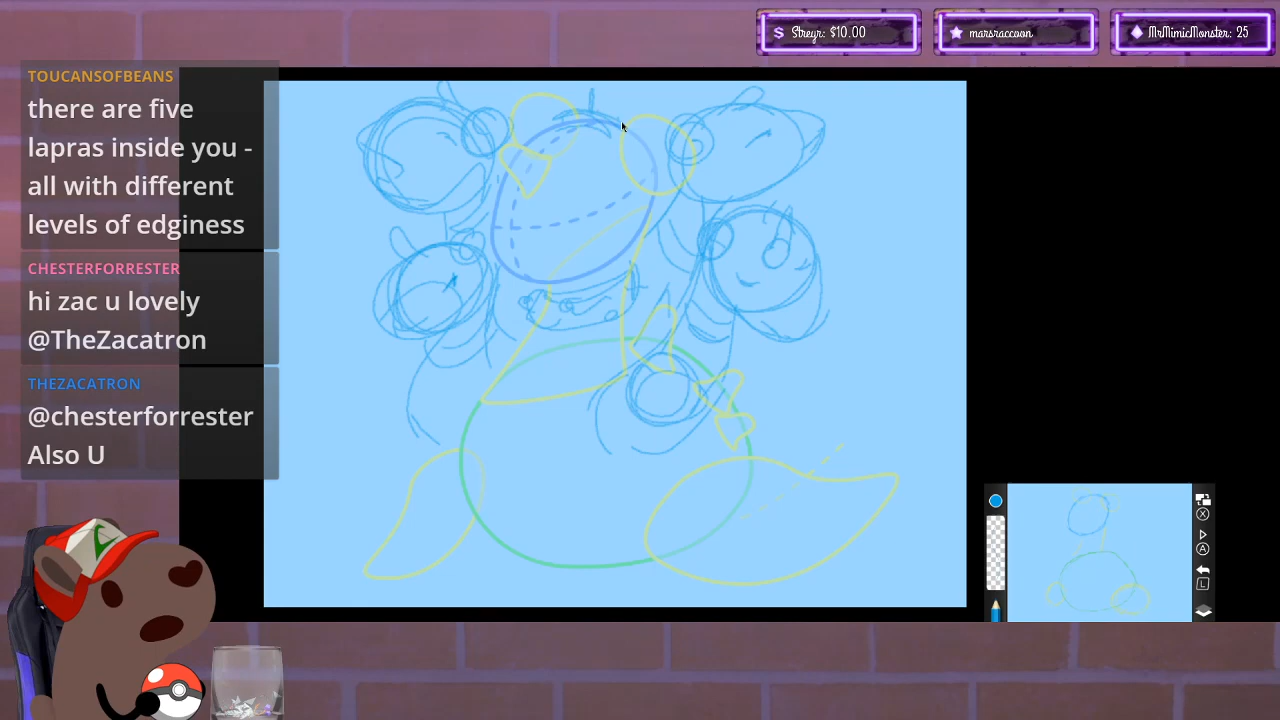 Streyr: $10.00
marsraccoon
MrMimicMonster: 25
TOUCANSOFBEANS
there are five
lapras inside you -
all with different
levels of edginess
CHESTERFORRESTER
hi zac u lovely
@TheZacatron
THEZACATRON
@chesterforrester
Also U
A
L